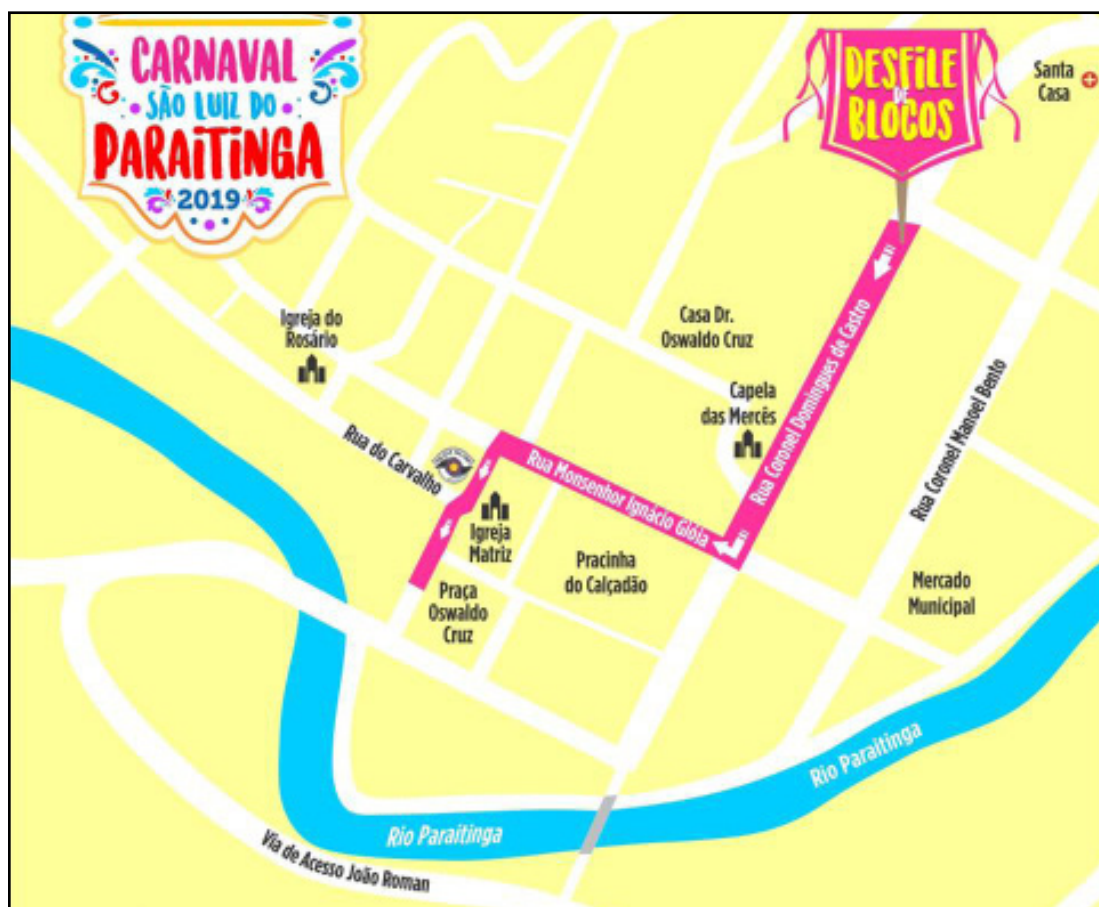 CARNAVAL
SÃO LUIZ DO
PARAITINGA
2019
DESFILE
DE
BLOCOS
Santa
Casa
Igreja do
Rosário
Casa Dr.
Oswaldo Cruz
Capela
das Mercês
Rua Coronel Domingues de Castro
Rua Coronel Manoel Bento
Rua do Carvalho
Rua Monsenhor Ignácio Gióia
Igreja
Matriz
Pracinha
do Calçadão
Praça
Oswaldo
Cruz
Mercado
Municipal
Rio Paraitinga
Rio Paraitinga
Via de Acesso João Roman